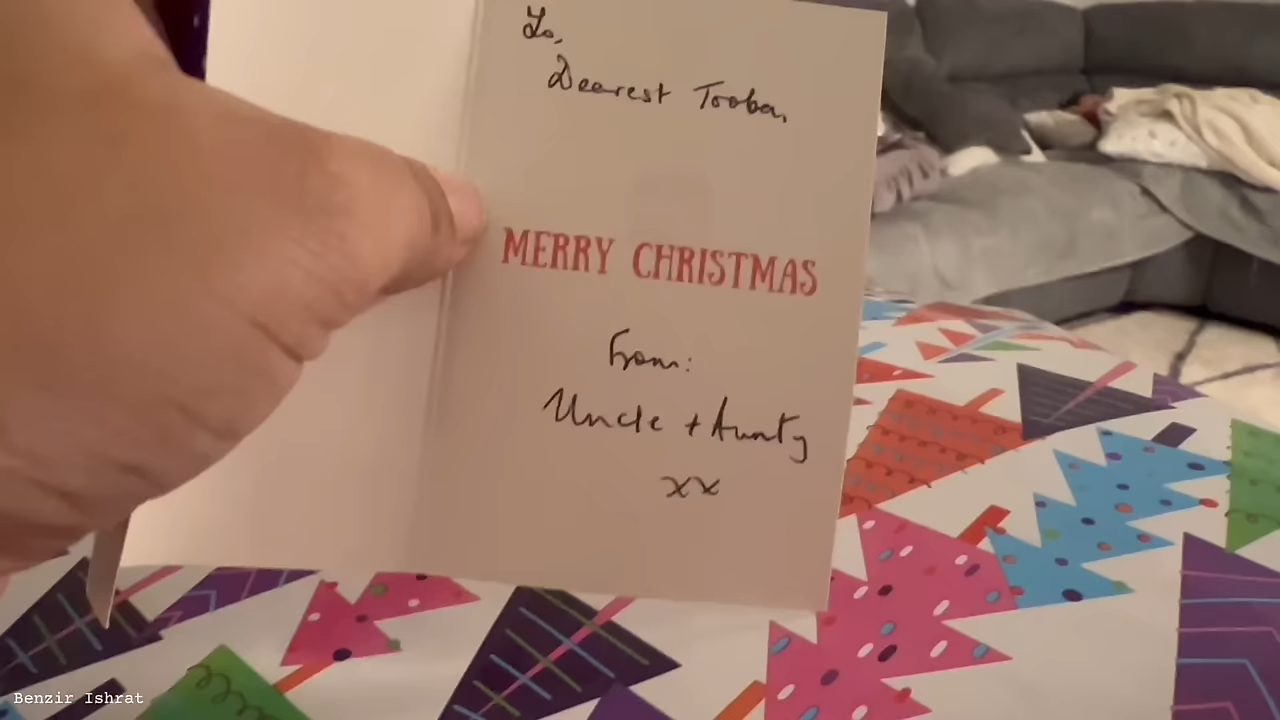 To,
Dearest Tooba,
MERRY CHRISTMAS
From:
Uncle + Aunty
xx
Benzir Ishrat